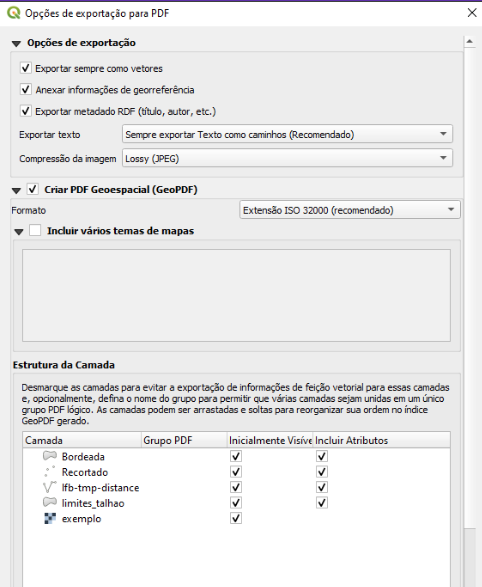 Opções de exportação para PDF
Opções de exportação
Exportar sempre como vetores
Anexar informações de georreferência
Exportar metadado RDF (título, autor, etc.)
Exportar texto Sempre exportar Texto como caminhos (Recomendado)
Compressão da imagem Lossy (JPEG)
Criar PDF Geoespacial (GeoPDF)
Formato Extensão ISO 32000 (recomendado)
Incluir vários temas de mapas
Estrutura da Camada
Desmarque as camadas para evitar a exportação de informações de feição vetorial para essas camadas
e, opcionalmente, defina o nome do grupo para permitir que várias camadas sejam unidas em um único
grupo PDF lógico. As camadas podem ser arrastadas e soltas para reorganizar sua ordem no índice
GeoPDF gerado.
Camada Grupo PDF Inicialmente Visíve Incluir Atributos
Bordeada
Recortado
lfb-tmp-distance
limites_talhao
exemplo